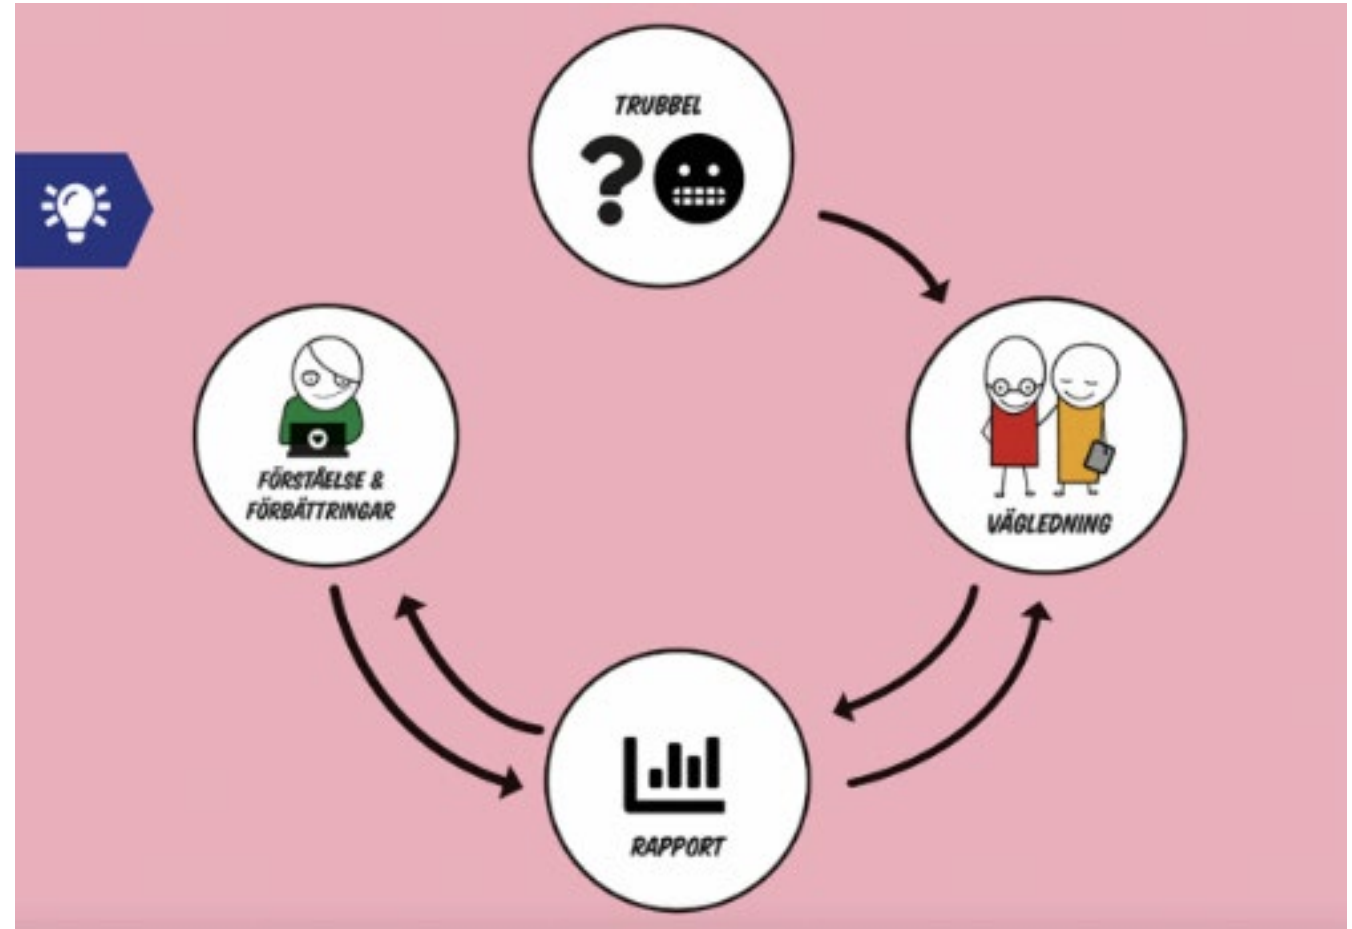 TRUBBEL
?
FÖRSTÅELSE &
FÖRBÄTTRINGAR
VÄGLEDNING
RAPPORT